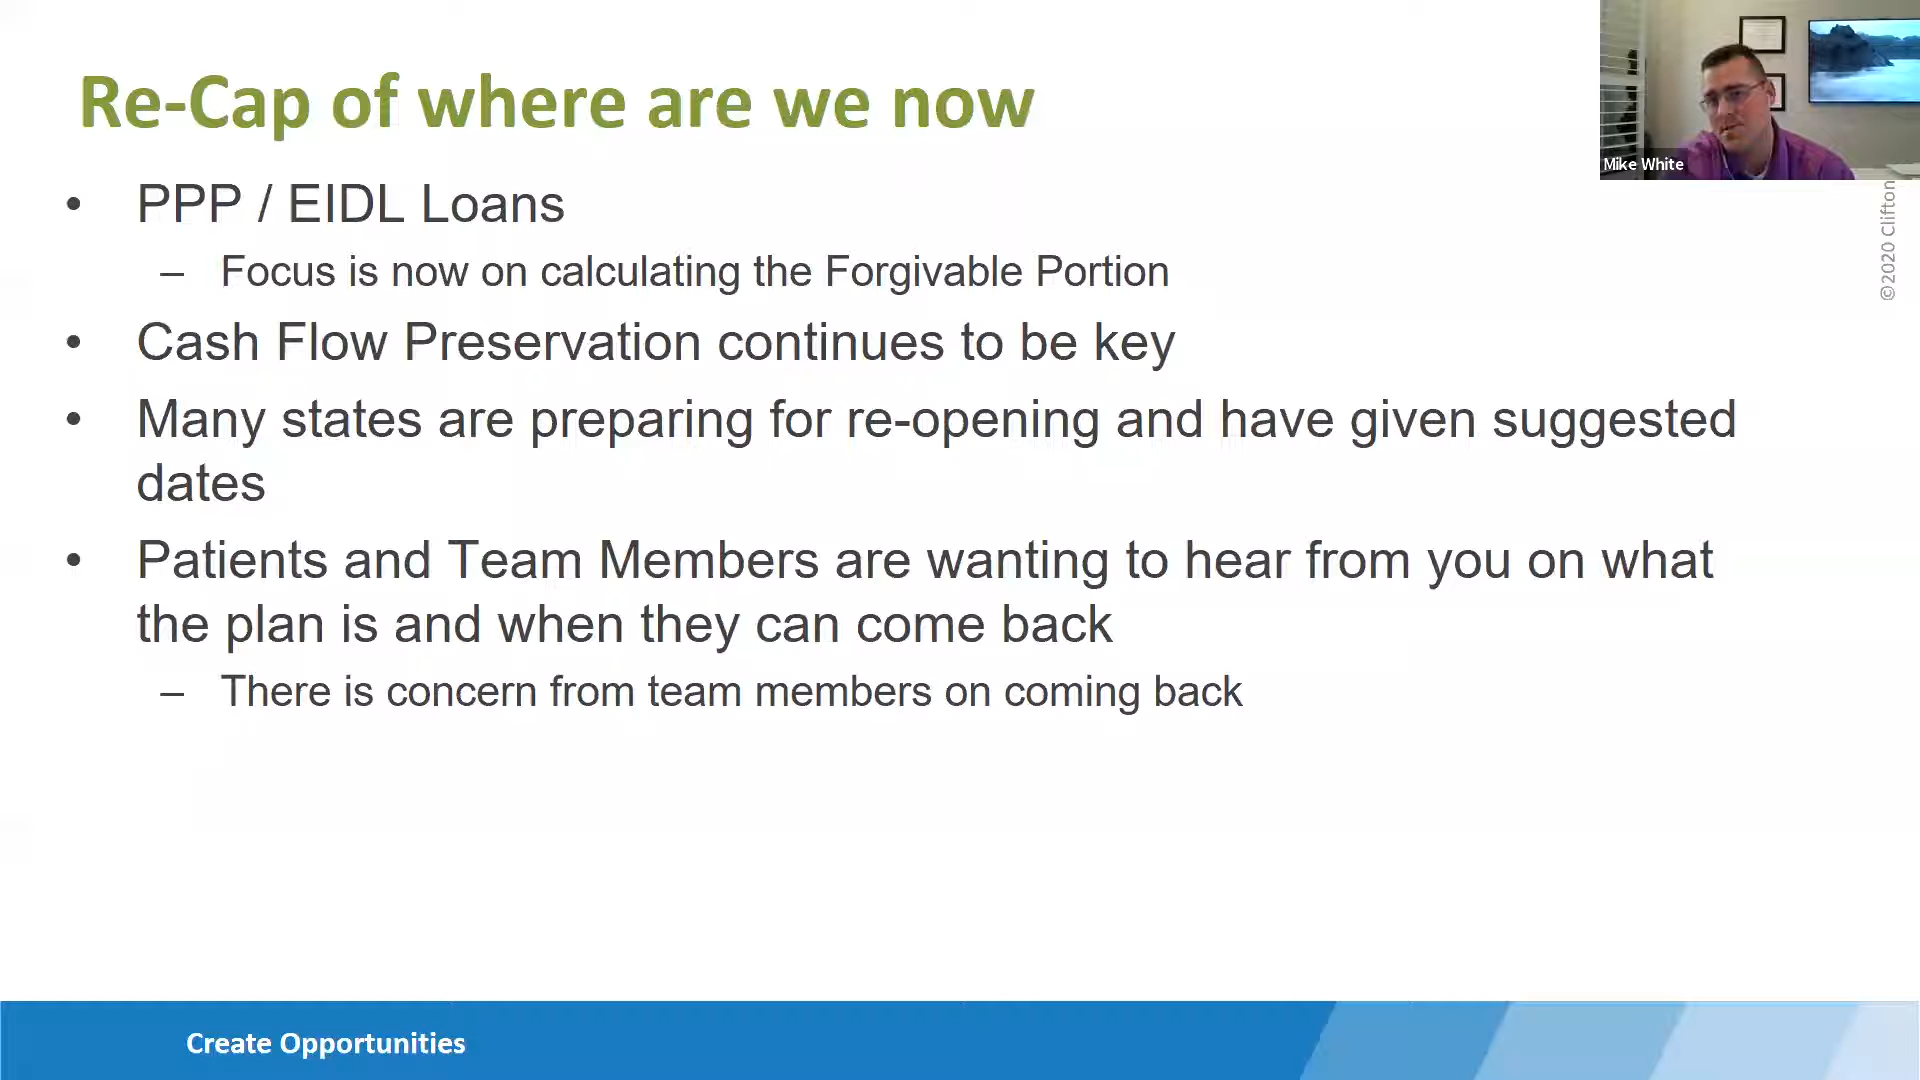 Re-Cap of where are we now
• PPP / EIDL Loans
– Focus is now on calculating the Forgivable Portion
• Cash Flow Preservation continues to be key
• Many states are preparing for re-opening and have given suggested
dates
• Patients and Team Members are wanting to hear from you on what
the plan is and when they can come back
– There is concern from team members on coming back
Mike White
©2020 Clifton
Create Opportunities